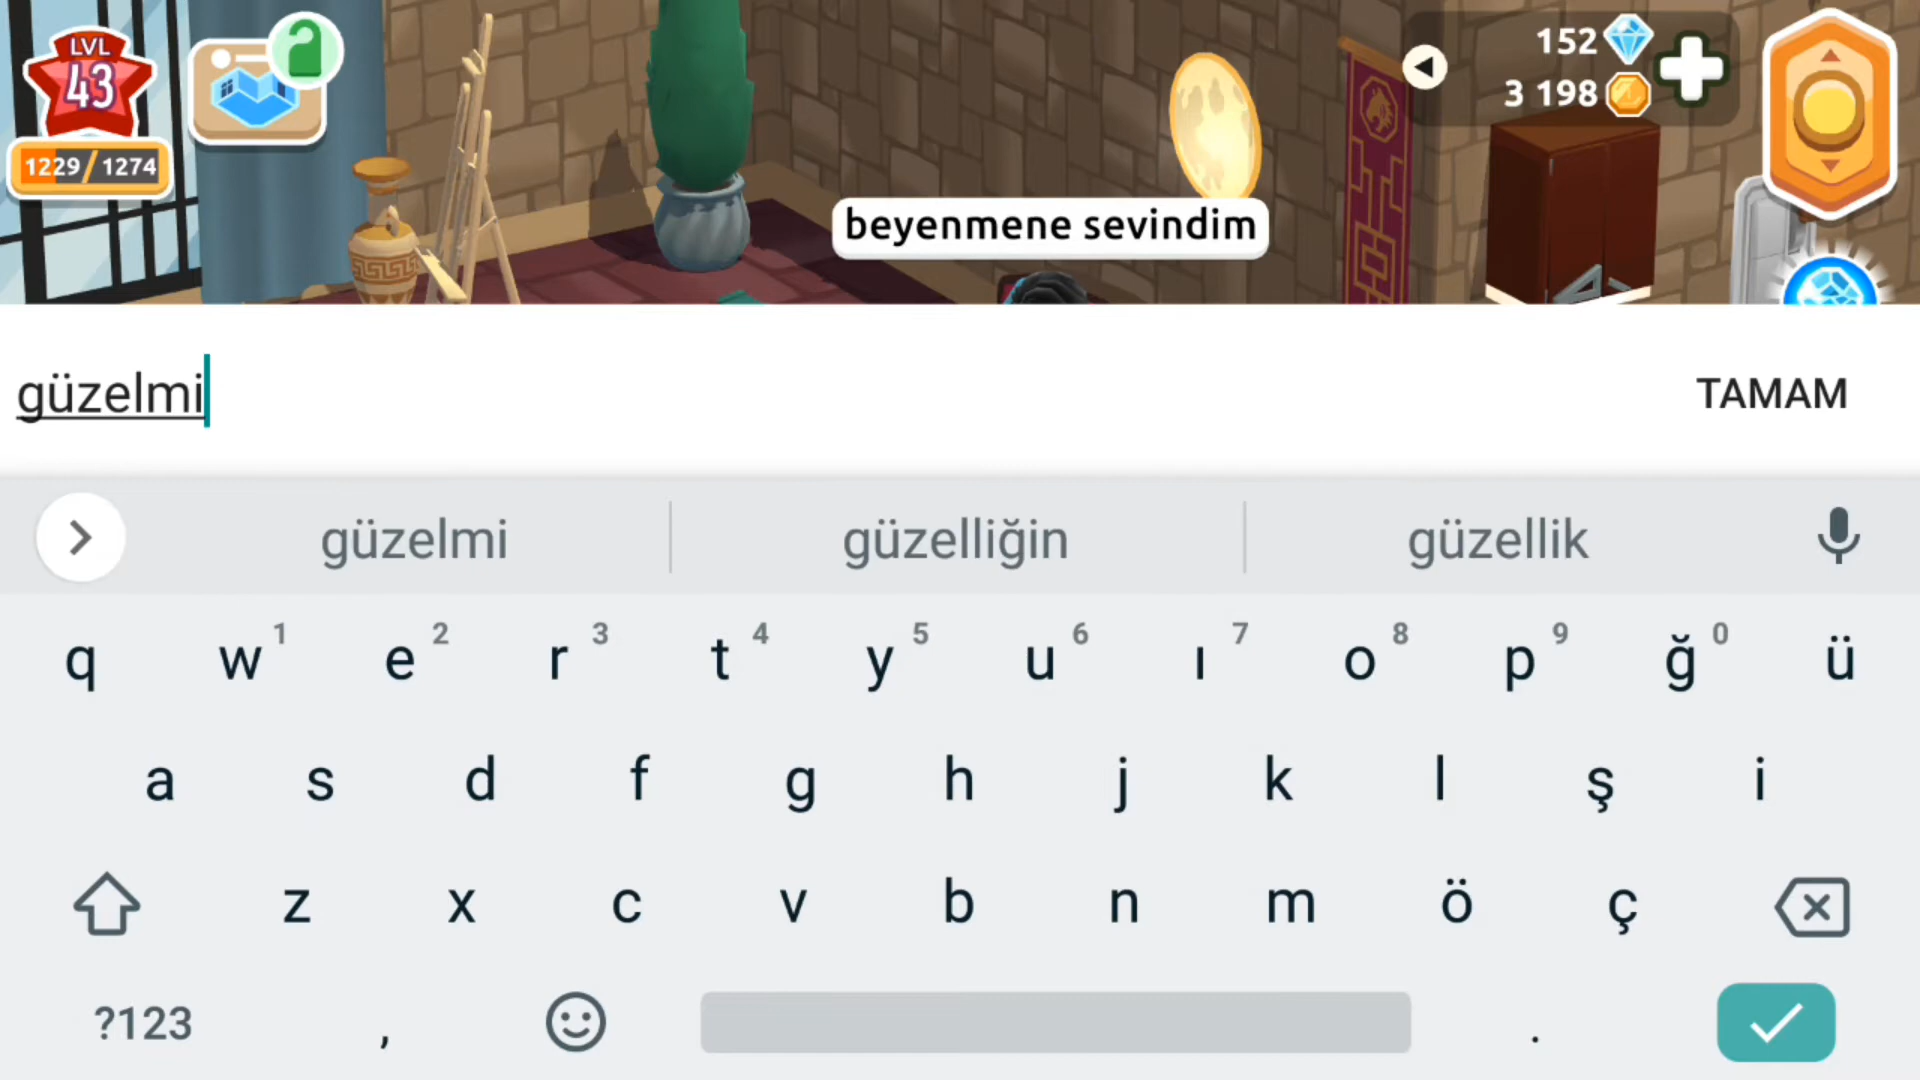 LVL
43
1229/1274
152
3 198
beyenmene sevindim
güzelmi
TAMAM
güzelmi güzelliğin güzellik
q w 1 e 2 r 3 t 4 y 5 u 6 ı 7 o 8 p 9 ğ 0 ü
a s d f g h j k l ş i
z x c v b n m ö ç
?123 , .